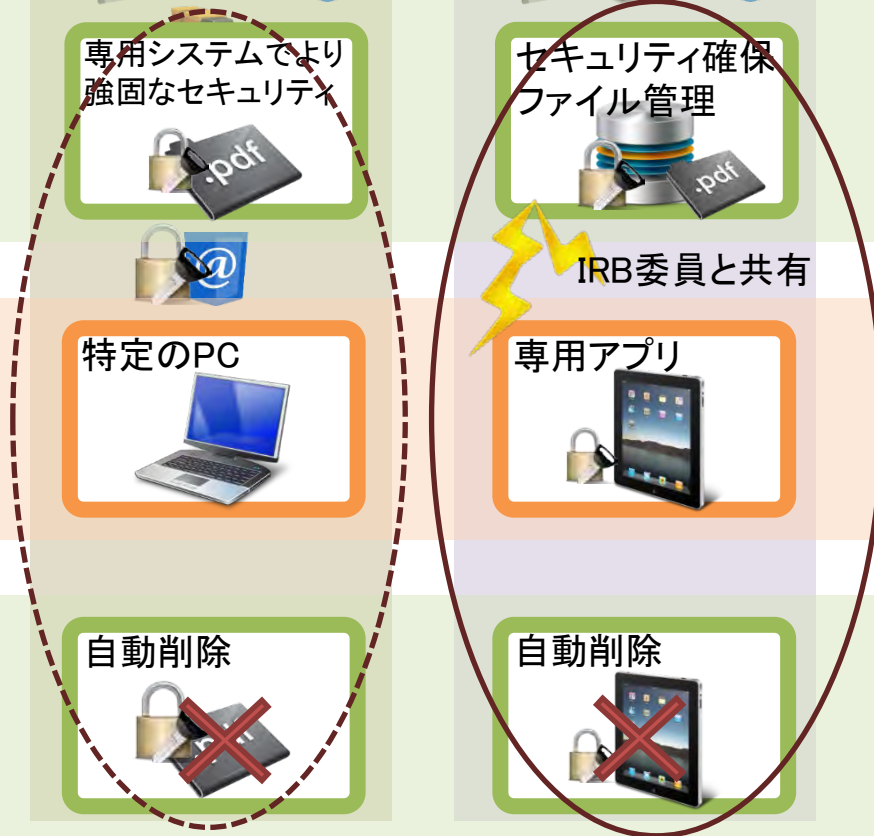 専用システムでより
強固なセキュリティ
.pdf
セキュリティ確保
ファイル管理
.pdf
@
IRB委員と共有
特定のPC
専用アプリ
自動削除
自動削除